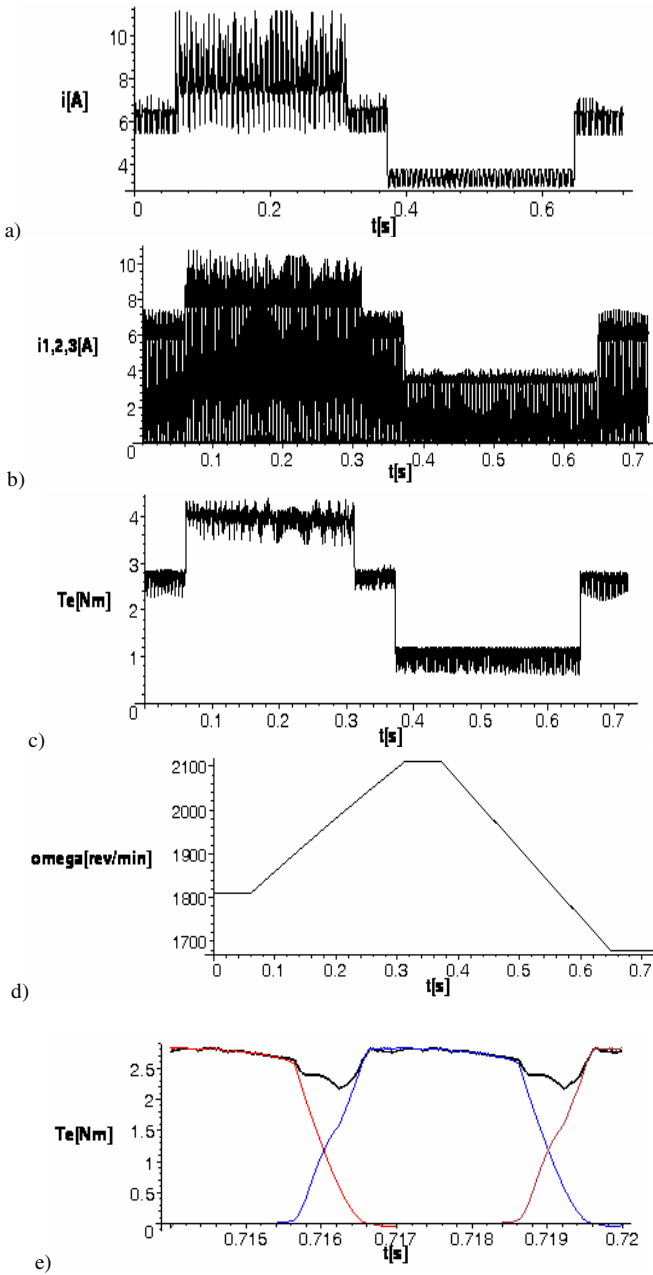 10
8
i[A]
6
4
0 0.2 0.4 0.6
t[s]
a)
10
8
i1,2,3[A]
6
4
2
0 0.1 0.2 0.3 0.4 0.5 0.6 0.7
t[s]
b)
4
3
Te[Nm]
2
1
0 0.1 0.2 0.3 0.4 0.5 0.6 0.7
t[s]
c)
2100
2000
omega[rev/min]
1900
1800
1700
0 0.1 0.2 0.3 0.4 0.5 0.6 0.7
t[s]
d)
2.5
2
Te[Nm]
1.5
1
0.5
0 0.715 0.716 0.717 0.718 0.719 0.72
t[s]
e)